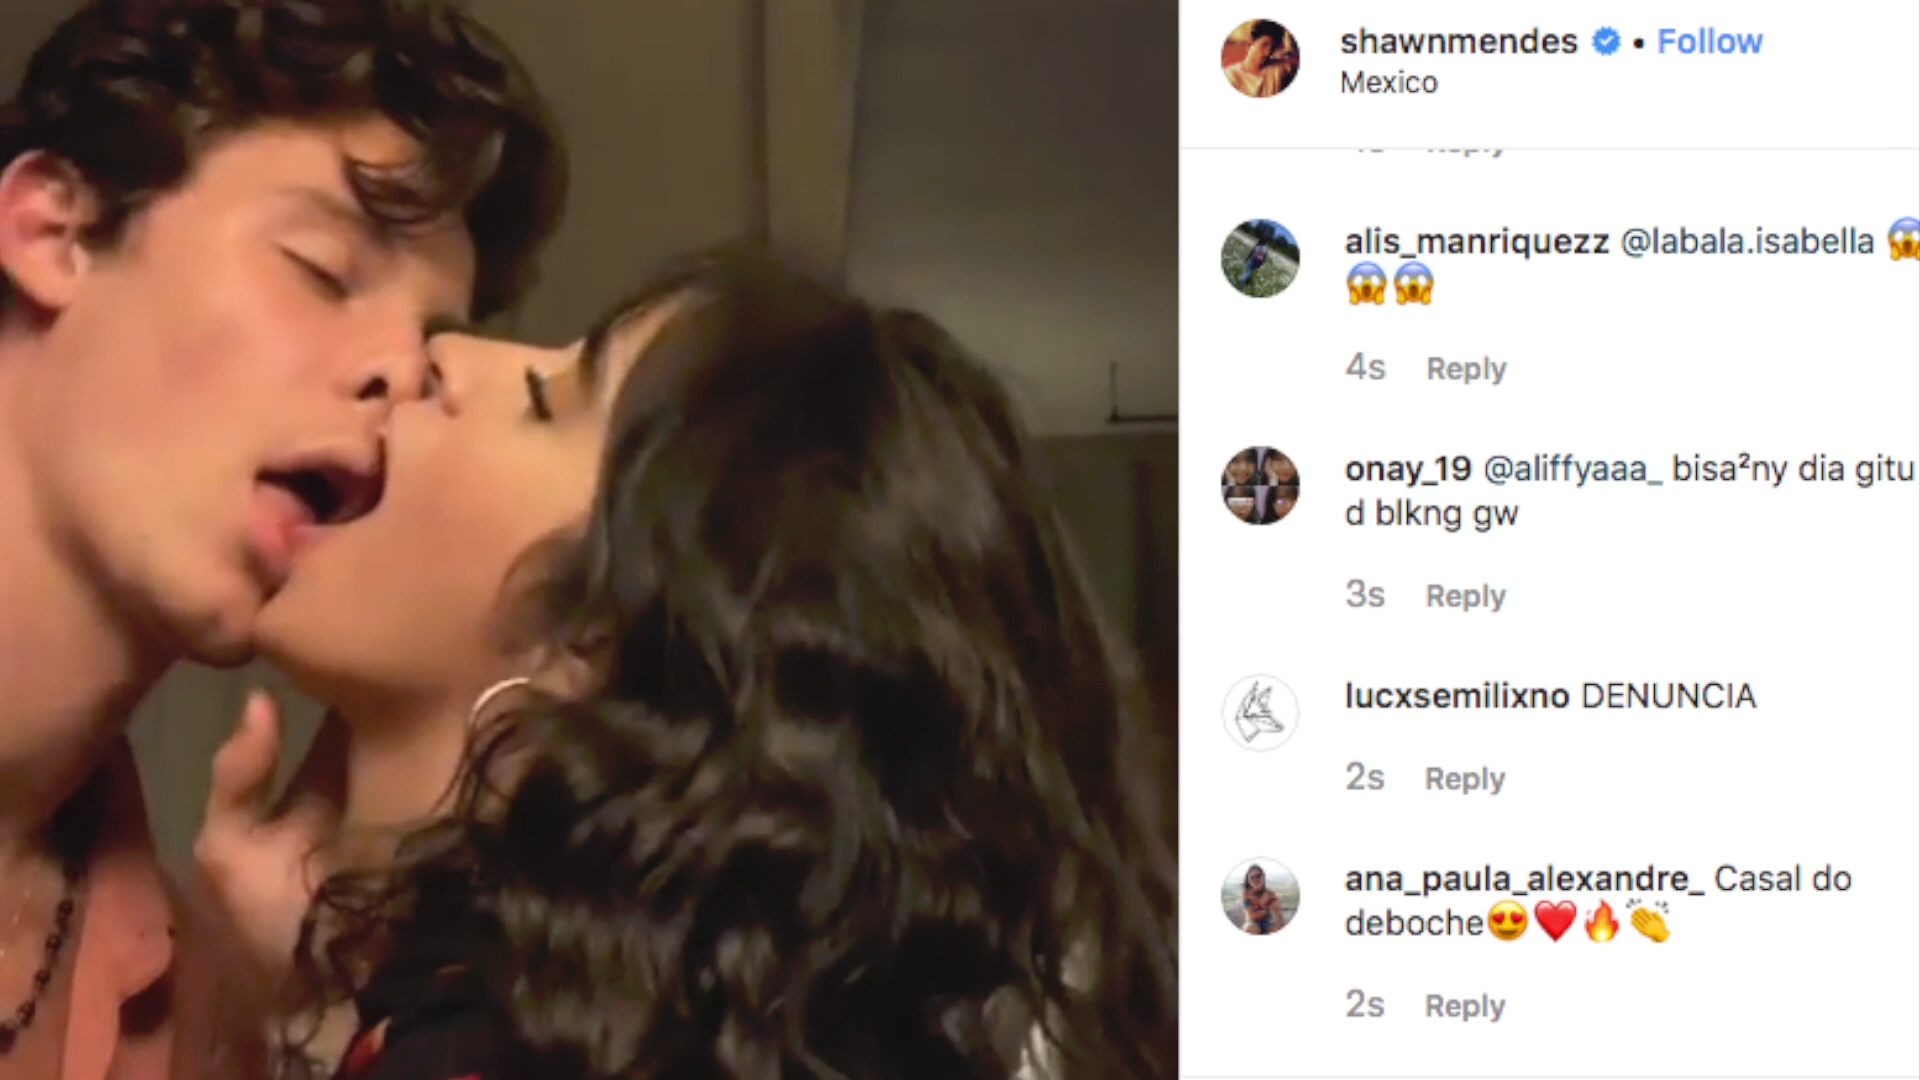 shawnmendes • Follow
Mexico
Reply
alis_manriquezz @labala.isabella 😱
😱😱
4s Reply
onay_19 @aliffyaaa_ bisa²ny dia gitu
d blkng gw
3s Reply
lucxsemilixno DENUNCIA
2s Reply
ana_paula_alexandre_ Casal do
deboche😍❤️🔥👏
2s Reply